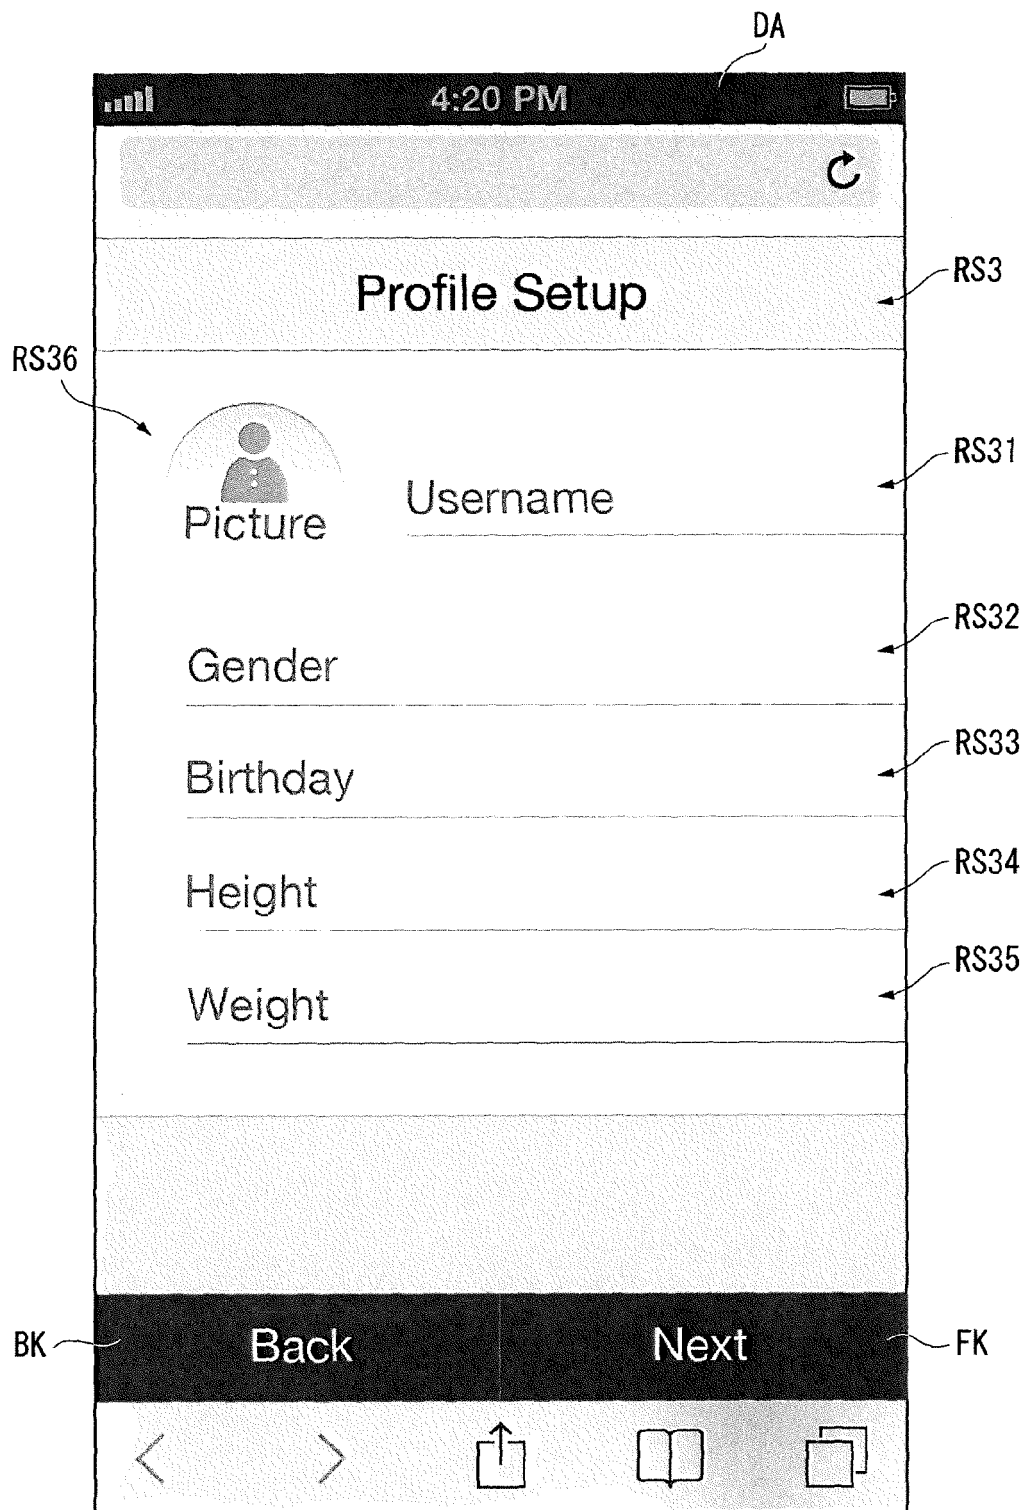 DA
4:20 PM
Profile Setup
RS3
RS36
RS31
Picture
Username
RS32
Gender
RS33
Birthday
RS34
Height
RS35
Weight
BK
Back
Next
FK